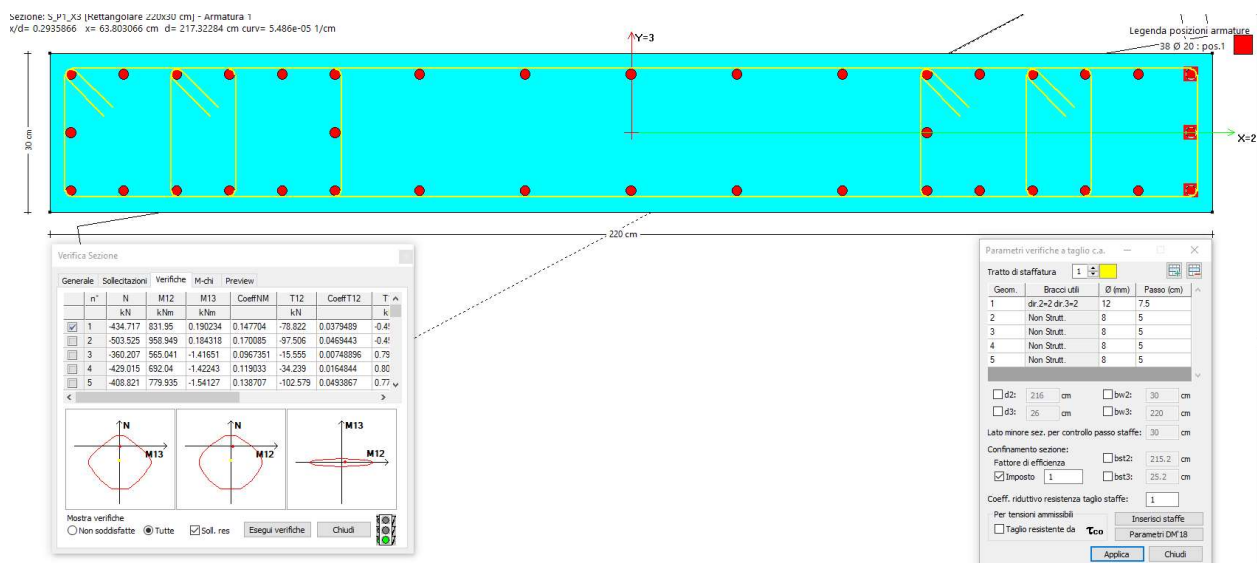 Sezione: S_P1_X3 [Rettangolare 220x30 cm] - Armatura 1
x/d= 0.2935866 x= 63.803066 cm d= 217.32284 cm curv= 5.486e-05 1/cm
Y=3
Legenda posizioni armature
38 Ø 20 : pos.1
30 cm
X=2
220 cm
Verifica Sezione
Generale Sollecitazioni Verifiche M-chi Preview
n° N M12 M13 CoeffNM T12 CoeffT12 T
kN kNm kNm kN k
1 -434.717 831.95 0.190234 0.147704 -78.822 0.0379489 -0.45
2 -503.525 958.949 0.184318 0.170085 -97.506 0.0469443 -0.45
3 -360.207 565.041 -1.41651 0.0967351 -15.555 0.00748896 0.79
4 -429.015 692.04 -1.42243 0.119033 -34.239 0.0164844 0.80
5 -408.821 779.935 -1.54127 0.138707 -102.579 0.0493867 0.77
N M13
N M12
M13 M12
Mostra verifiche
Non soddisfatte Tutte Soll. res Esegui verifiche Chiudi
Parametri verifiche a taglio c.a.
Tratto di staffatura 1
Geom. Bracci utili Ø (mm) Passo (cm)
1 dir.2=2 dir.3=2 12 7.5
2 Non Strutt. 8 5
3 Non Strutt. 8 5
4 Non Strutt. 8 5
5 Non Strutt. 8 5
d2: 216 cm bw2: 30 cm
d3: 26 cm bw3: 220 cm
Lato minore sez. per controllo passo staffe: 30 cm
Confinamento sezione:
Fattore di efficienza
bst2: 215.2 cm
Imposto 1 bst3: 25.2 cm
Coeff. riduttivo resistenza taglio staffe: 1
Per tensioni ammissibili
Inserisci staffe
Taglio resistente da τco Parametri DM'18
Applica Chiudi